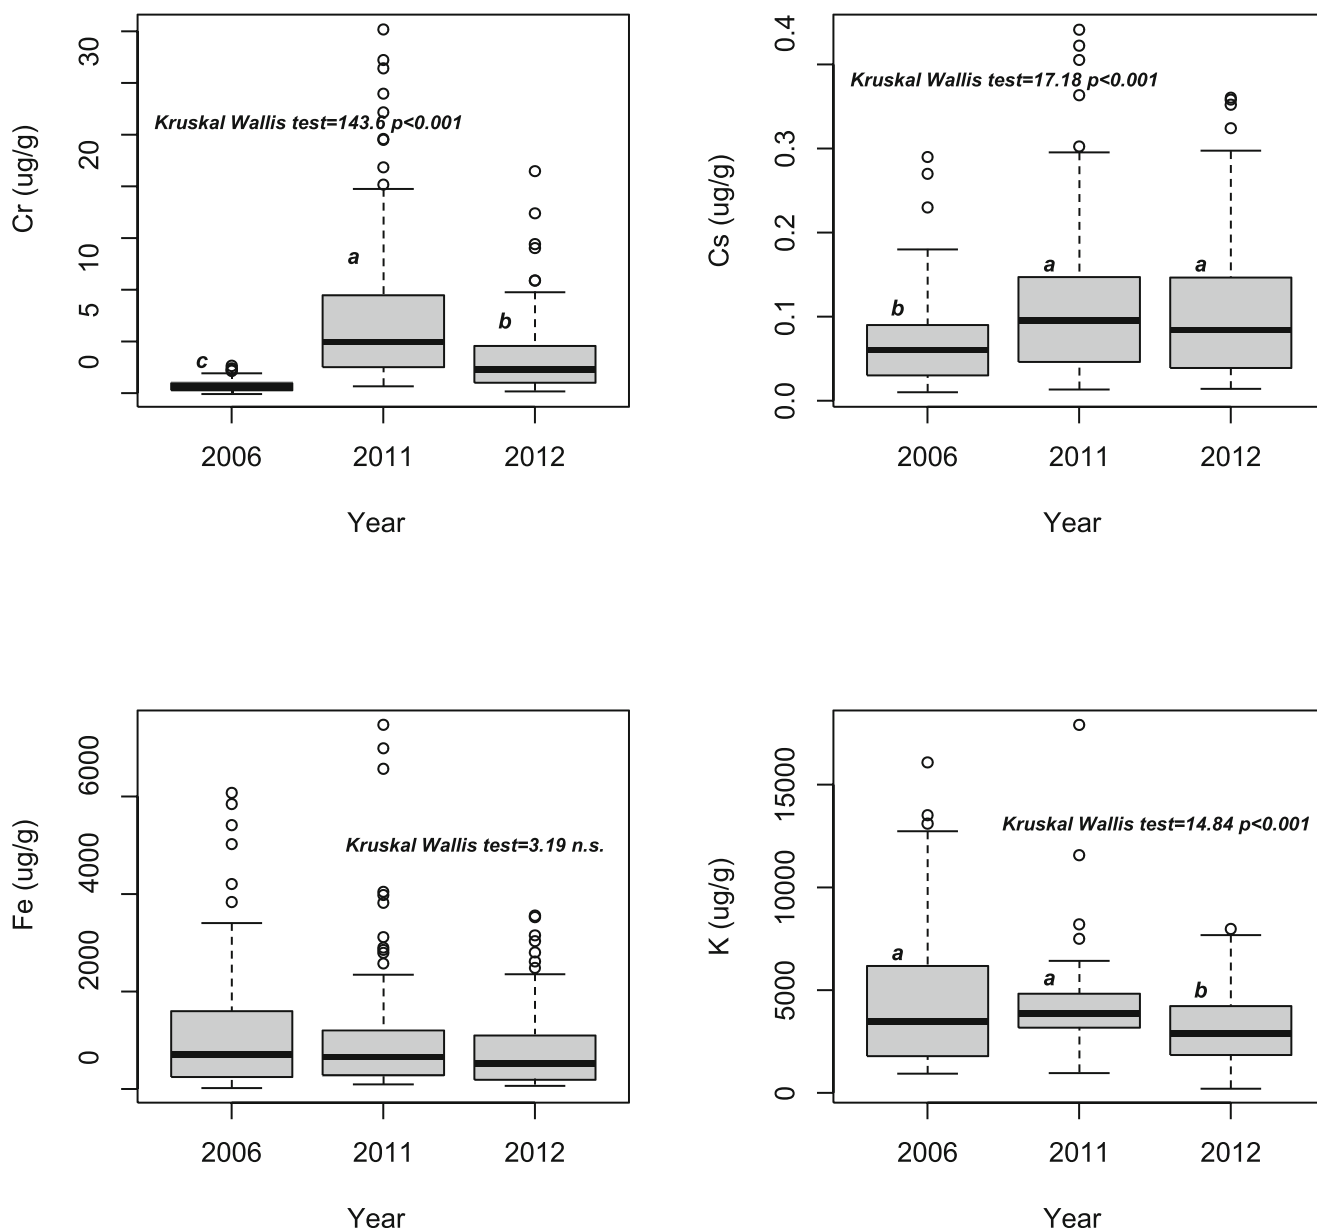 Cr (ug/g)
30
20
10
5
0
Kruskal Wallis test=143.6 p<0.001
c
a
b
2006 2011 2012
Year
Cs (ug/g)
0.4
0.3
0.2
0.1
0.0
Kruskal Wallis test=17.18 p<0.001
b
a
a
2006 2011 2012
Year
Fe (ug/g)
6000
4000
2000
0
Kruskal Wallis test=3.19 n.s.
2006 2011 2012
Year
K (ug/g)
15000
10000
5000
0
Kruskal Wallis test=14.84 p<0.001
a
a
b
2006 2011 2012
Year